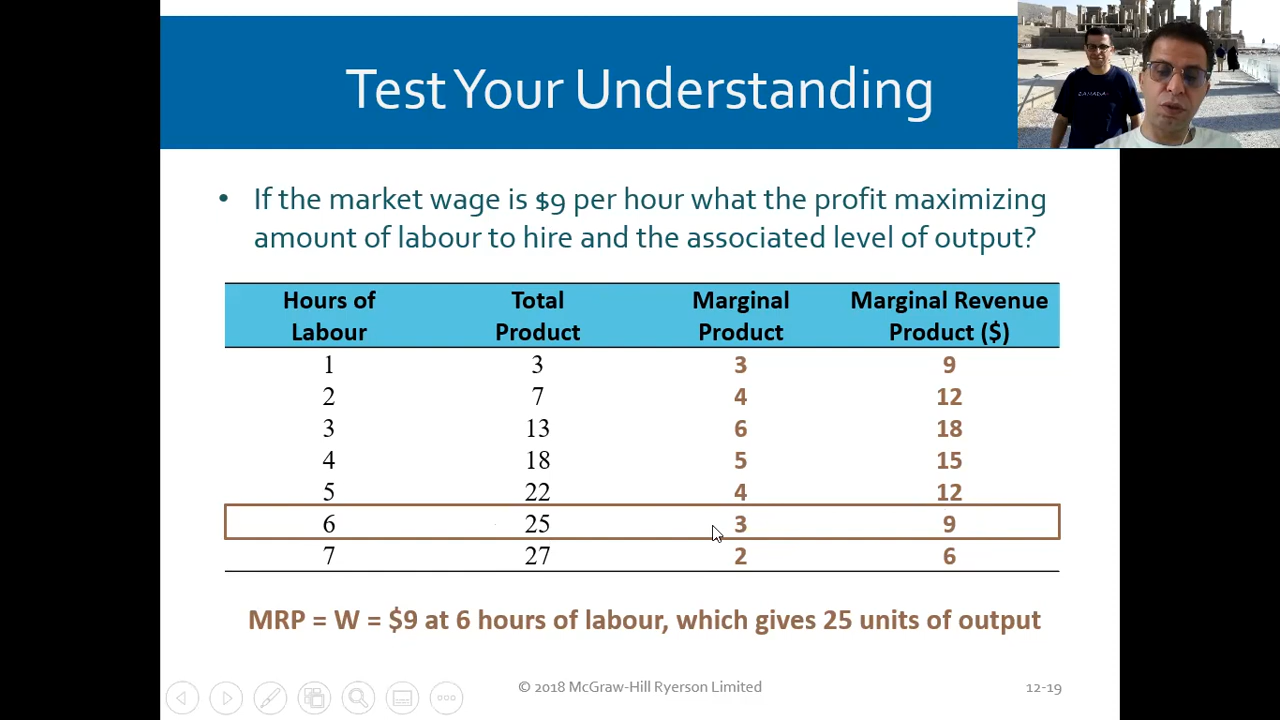 Test Your Understanding
CANADA
• If the market wage is $9 per hour what the profit maximizing
amount of labour to hire and the associated level of output?
Hours of Labour Total Product Marginal Product Marginal Revenue Product ($)
1 3 3 9
2 7 4 12
3 13 6 18
4 18 5 15
5 22 4 12
6 25 3 9
7 27 2 6
MRP = W = $9 at 6 hours of labour, which gives 25 units of output
© 2018 McGraw-Hill Ryerson Limited
12-19